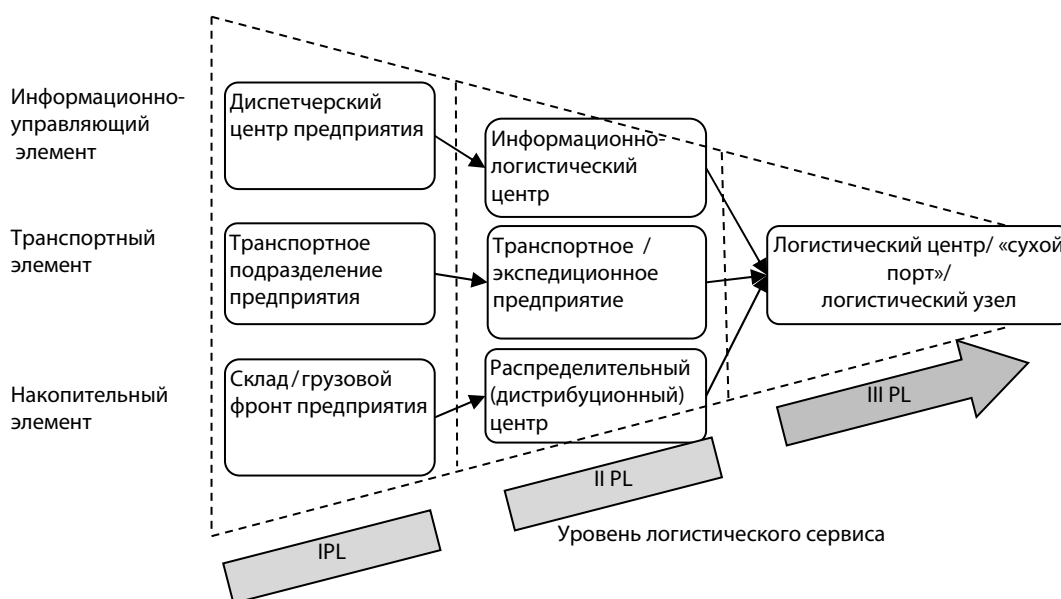 Информационно-
управляющий
элемент
Диспетчерский
центр предприятия
Информационно-
логистический
центр
Транспортный
элемент
Транспортное
подразделение
предприятия
Транспортное /
экспедиционное
предприятие
Логистический центр/ «сухой
порт»/
логистический узел
Накопительный
элемент
Склад/грузовой
фронт предприятия
Распределительный
(дистрибуционный)
центр
III PL
II PL
IPL
Уровень логистического сервиса